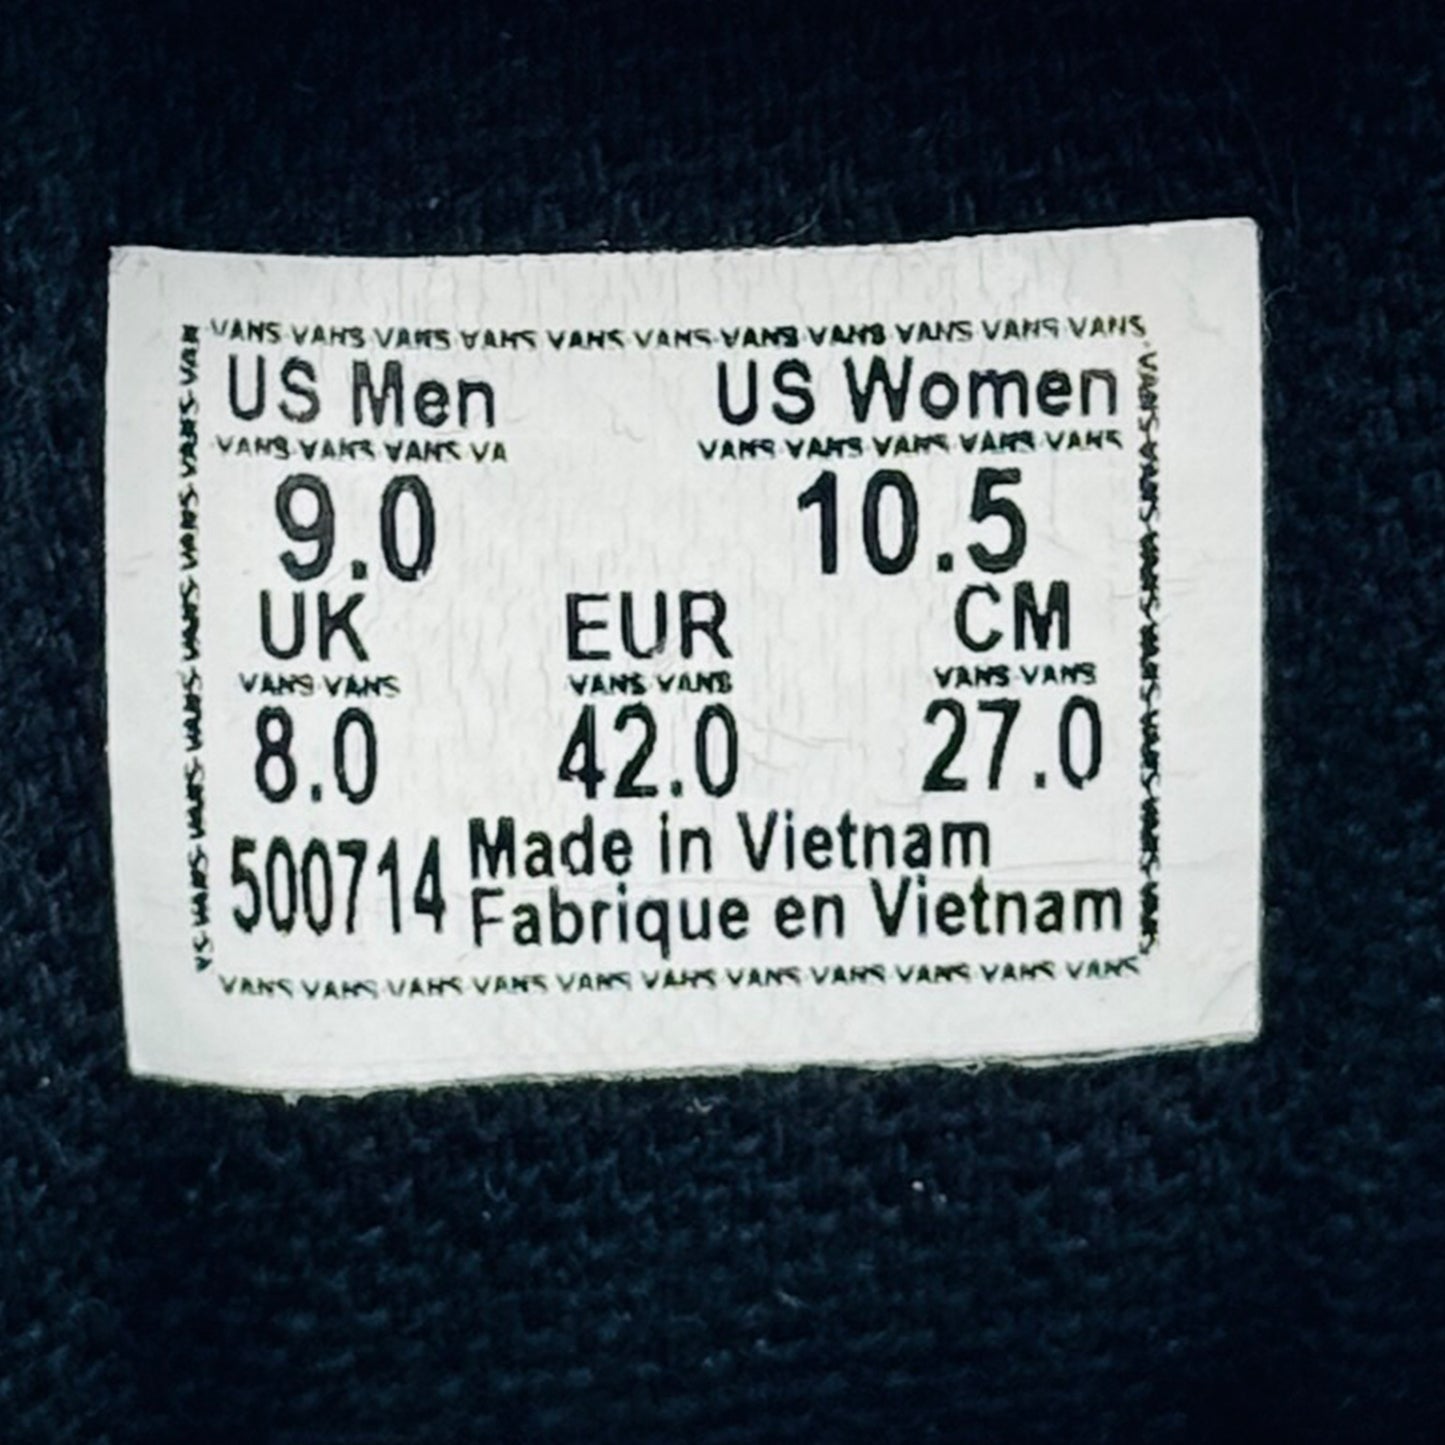 VANS VANS VANS VANS VANS VANS VANS VANS VANS VANS VANS
US Men US Women
VANS VANS VANS VA VANS VANS VANS VANS VANS
9.0 10.5
UK EUR CM
VANS VANS VANS VANS VANS VANS
8.0 42.0 27.0
500714 Made in Vietnam
Fabrique en Vietnam
VANS VANS VANS VANS VANS VANS VANS VANS VANS VANS VANS